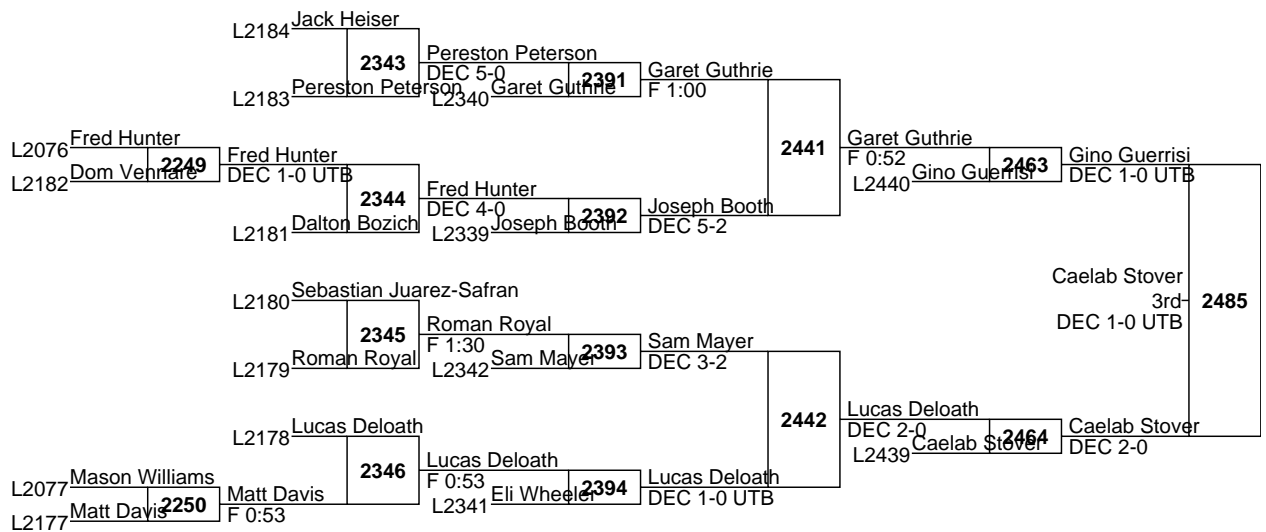 Jack Heiser
L2184
2343
Pereston Peterson
DEC 5-0
Pereston Peterson
L2183
L2340
Garet Guthrie
2391
Garet Guthrie
F 1:00
Fred Hunter
L2076
2249
Dom Vennare
L2182
Fred Hunter
DEC 1-0 UTB
2344
Dalton Bozich
L2181
Fred Hunter
DEC 4-0
L2339
Joseph Booth
2392
Joseph Booth
DEC 5-2
2441
Garet Guthrie
F 0:52
L2440
Gino Guerrisi
2463
Gino Guerrisi
DEC 1-0 UTB
Sebastian Juarez-Safran
L2180
2345
Roman Royal
L2179
Roman Royal
F 1:30
L2342
Sam Mayer
2393
Sam Mayer
DEC 3-2
Lucas Deloath
L2178
2346
Mason Williams
L2077
2250
Matt Davis
L2177
Matt Davis
F 0:53
Lucas Deloath
F 0:53
L2341
Eli Wheeler
2394
Lucas Deloath
DEC 1-0 UTB
2442
Lucas Deloath
DEC 2-0
L2439
Caelab Stover
2464
Caelab Stover
DEC 2-0
2485
Caelab Stover
3rd
DEC 1-0 UTB